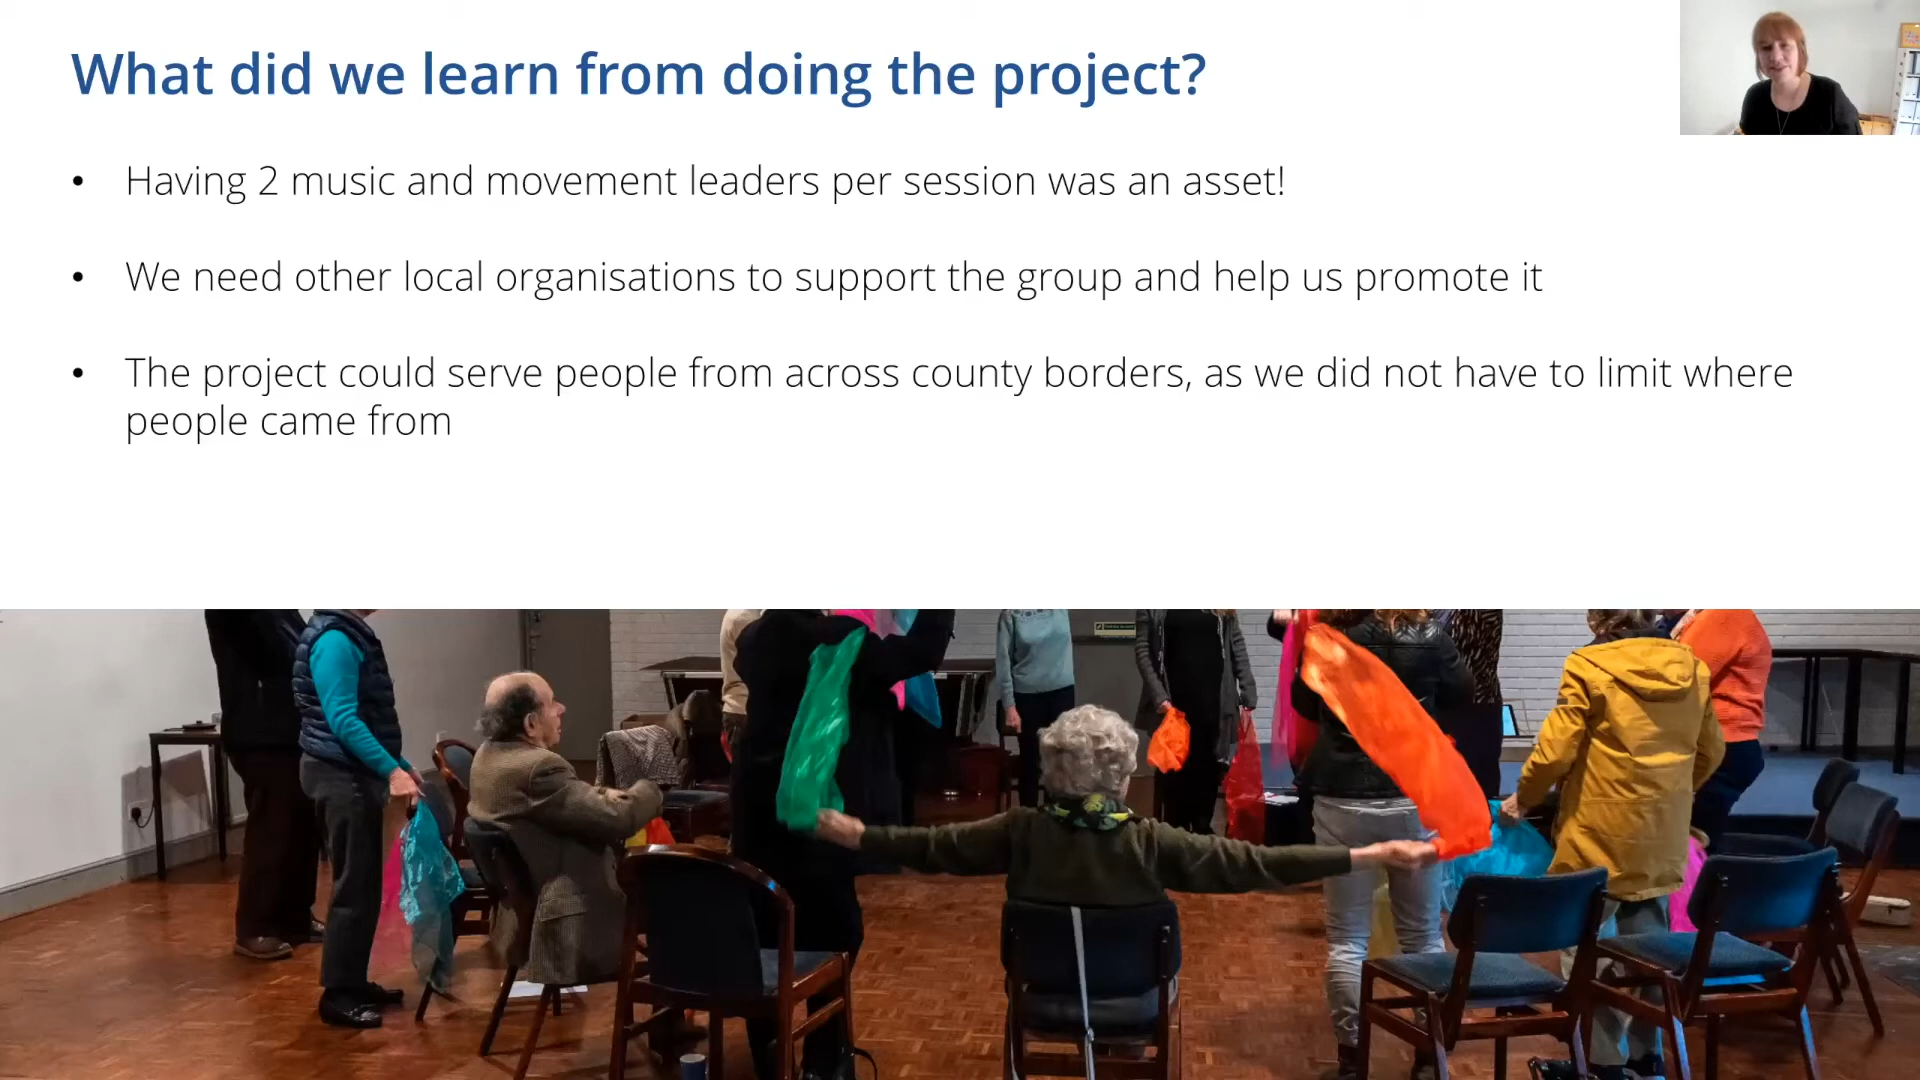 What did we learn from doing the project?
• Having 2 music and movement leaders per session was an asset!
• We need other local organisations to support the group and help us promote it
• The project could serve people from across county borders, as we did not have to limit where
people came from